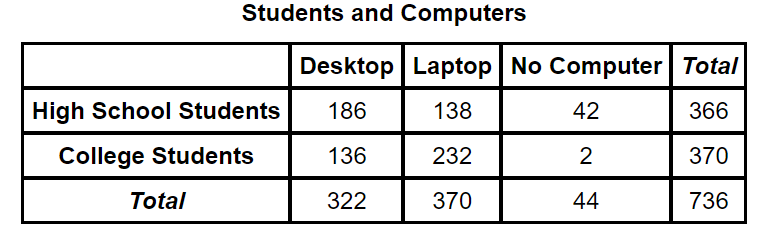 Students and Computers
Desktop Laptop No Computer Total
High School Students 186 138 42 366
College Students 136 232 2 370
Total 322 370 44 736